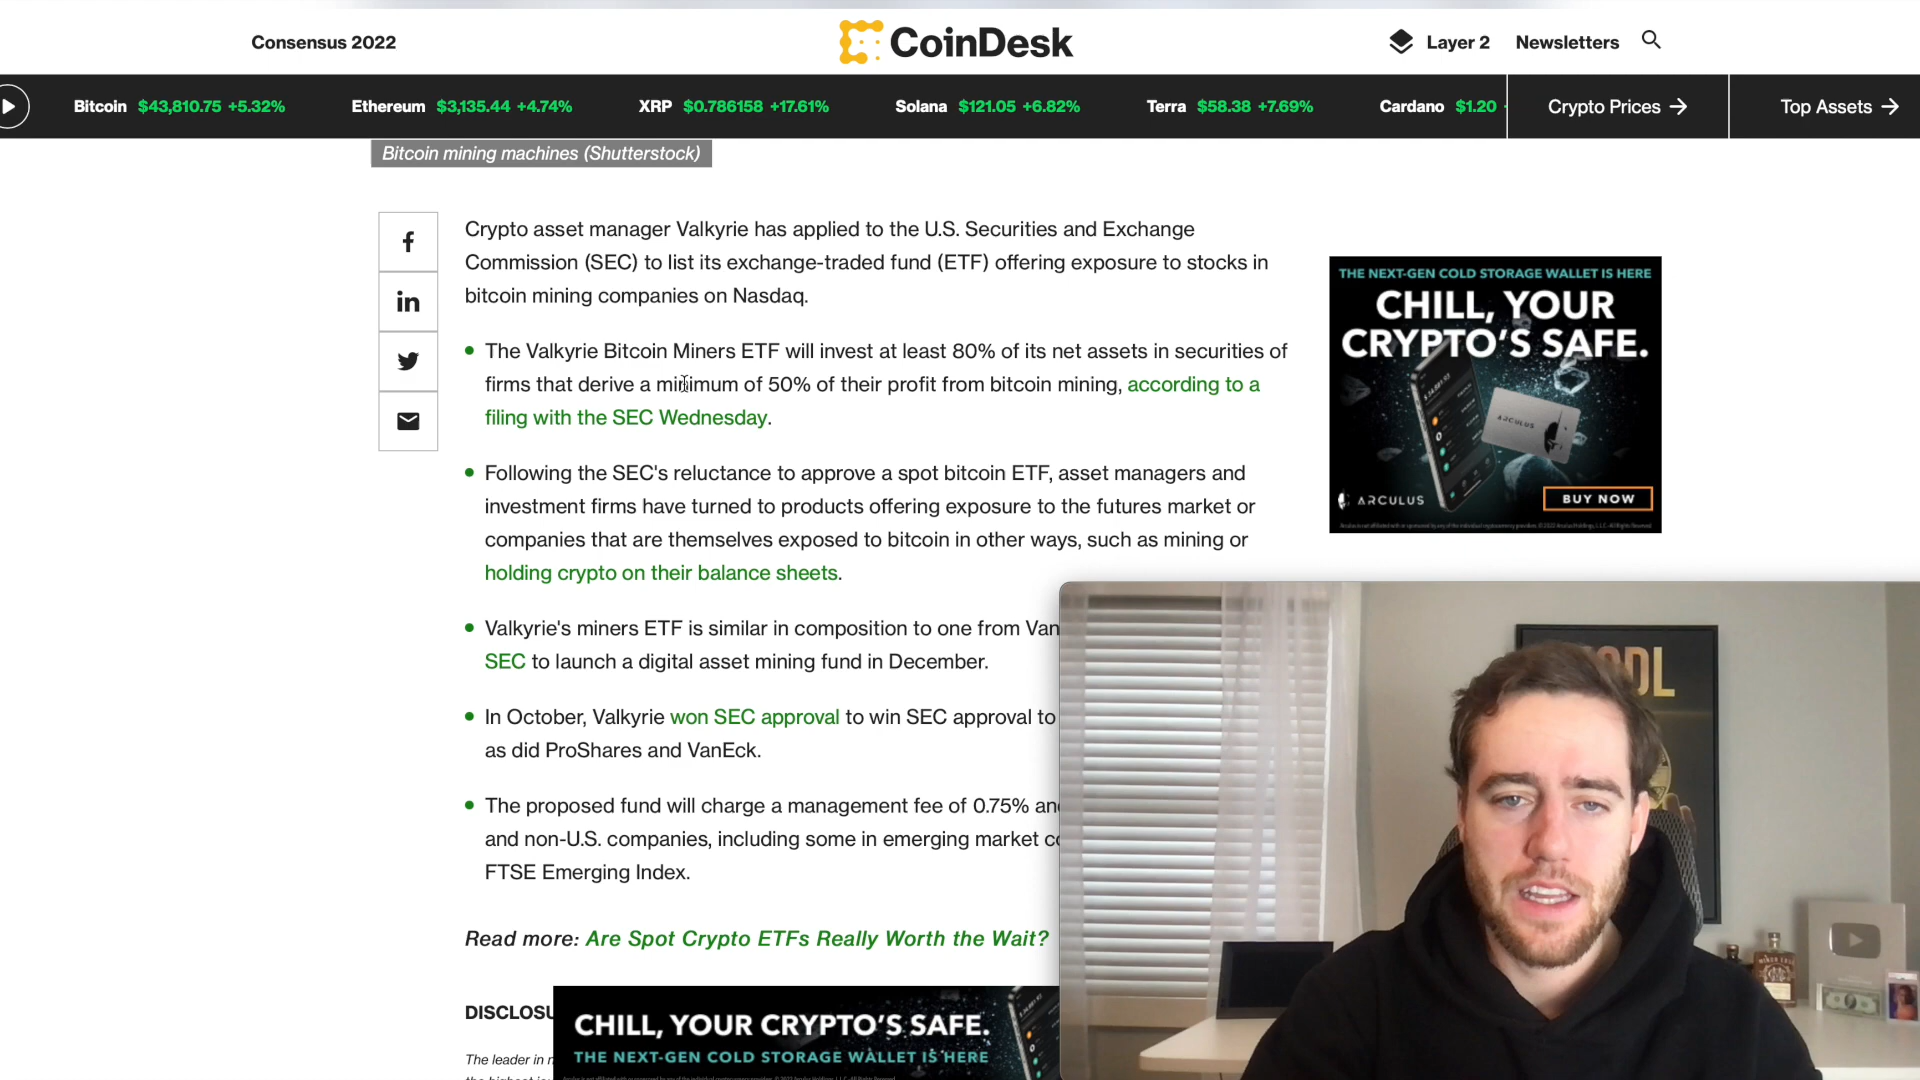 Consensus 2022
CoinDesk
Layer 2
Newsletters
Bitcoin $43,810.75 +5.32%
Ethereum $3,135.44 +4.74%
XRP $0.786158 +17.61%
Solana $121.05 +6.82%
Terra $58.38 +7.69%
Cardano $1.20
Crypto Prices →
Top Assets →
Bitcoin mining machines (Shutterstock)
Crypto asset manager Valkyrie has applied to the U.S. Securities and Exchange
Commission (SEC) to list its exchange-traded fund (ETF) offering exposure to stocks in
bitcoin mining companies on Nasdaq.
The Valkyrie Bitcoin Miners ETF will invest at least 80% of its net assets in securities of
firms that derive a minimum of 50% of their profit from bitcoin mining, according to a
filing with the SEC Wednesday.
Following the SEC's reluctance to approve a spot bitcoin ETF, asset managers and
investment firms have turned to products offering exposure to the futures market or
companies that are themselves exposed to bitcoin in other ways, such as mining or
holding crypto on their balance sheets.
Valkyrie's miners ETF is similar in composition to one from Van
SEC to launch a digital asset mining fund in December.
In October, Valkyrie won SEC approval to win SEC approval to
as did ProShares and VanEck.
The proposed fund will charge a management fee of 0.75% an
and non-U.S. companies, including some in emerging market co
FTSE Emerging Index.
Read more: Are Spot Crypto ETFs Really Worth the Wait?
DISCLOSU
The leader in n
THE NEXT-GEN COLD STORAGE WALLET IS HERE
CHILL, YOUR
CRYPTO'S SAFE.
ARCULUS
ARCULUS
BUY NOW
CHILL, YOUR CRYPTO'S SAFE.
THE NEXT-GEN COLD STORAGE WALLET IS HERE
ODL